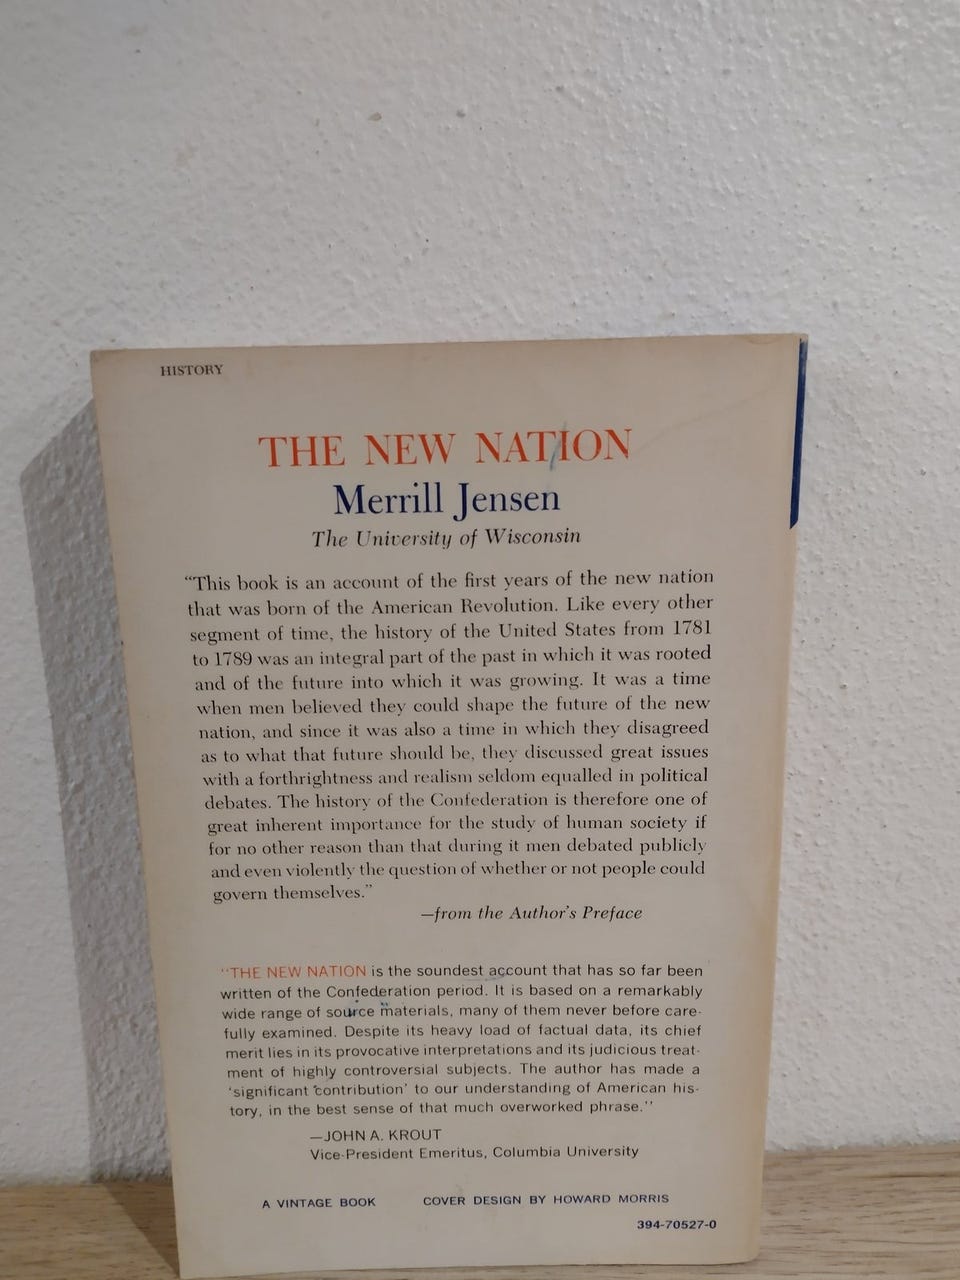 HISTORY
THE NEW NATION
Merrill Jensen
The University of Wisconsin
“This book is an account of the first years of the new nation
that was born of the American Revolution. Like every other
segment of time, the history of the United States from 1781
to 1789 was an integral part of the past in which it was rooted
and of the future into which it was growing. It was a time
when men believed they could shape the future of the new
nation, and since it was also a time in which they disagreed
as to what that future should be, they discussed great issues
with a forthrightness and realism seldom equalled in political
debates. The history of the Confederation is therefore one of
great inherent importance for the study of human society if
for no other reason than that during it men debated publicly
and even violently the question of whether or not people could
govern themselves.”
—from the Author's Preface
“THE NEW NATION is the soundest account that has so far been
written of the Confederation period. It is based on a remarkably
wide range of source materials, many of them never before care-
fully examined. Despite its heavy load of factual data, its chief
merit lies in its provocative interpretations and its judicious treat-
ment of highly controversial subjects. The author has made a
‘significant contribution’ to our understanding of American his-
tory, in the best sense of that much overworked phrase.”
—JOHN A. KROUT
Vice-President Emeritus, Columbia University
A VINTAGE BOOK COVER DESIGN BY HOWARD MORRIS
394-70527-0